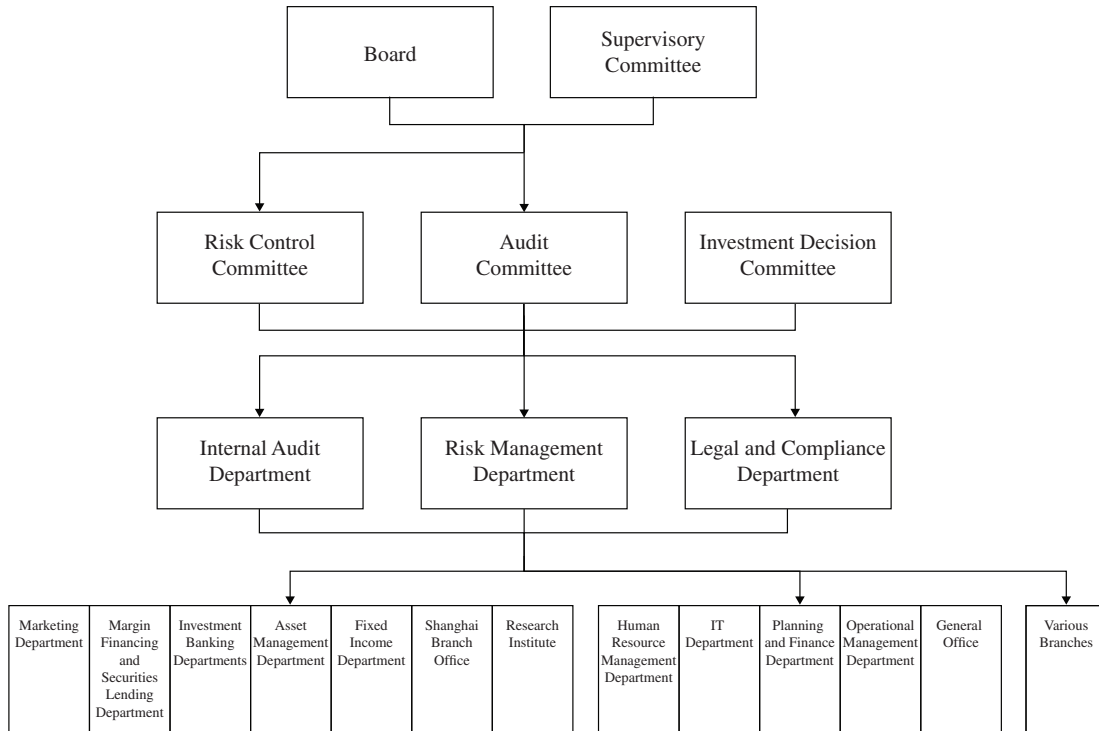 Board
Supervisory
Committee
Risk Control
Committee
Audit
Committee
Investment Decision
Committee
Internal Audit
Department
Risk Management
Department
Legal and Compliance
Department
Marketing
Department
Margin
Financing
and
Securities
Lending
Department
Investment
Banking
Departments
Asset
Management
Department
Fixed
Income
Department
Shanghai
Branch
Office
Research
Institute
Human
Resource
Management
Department
IT
Department
Planning
and Finance
Department
Operational
Management
Department
General
Office
Various
Branches